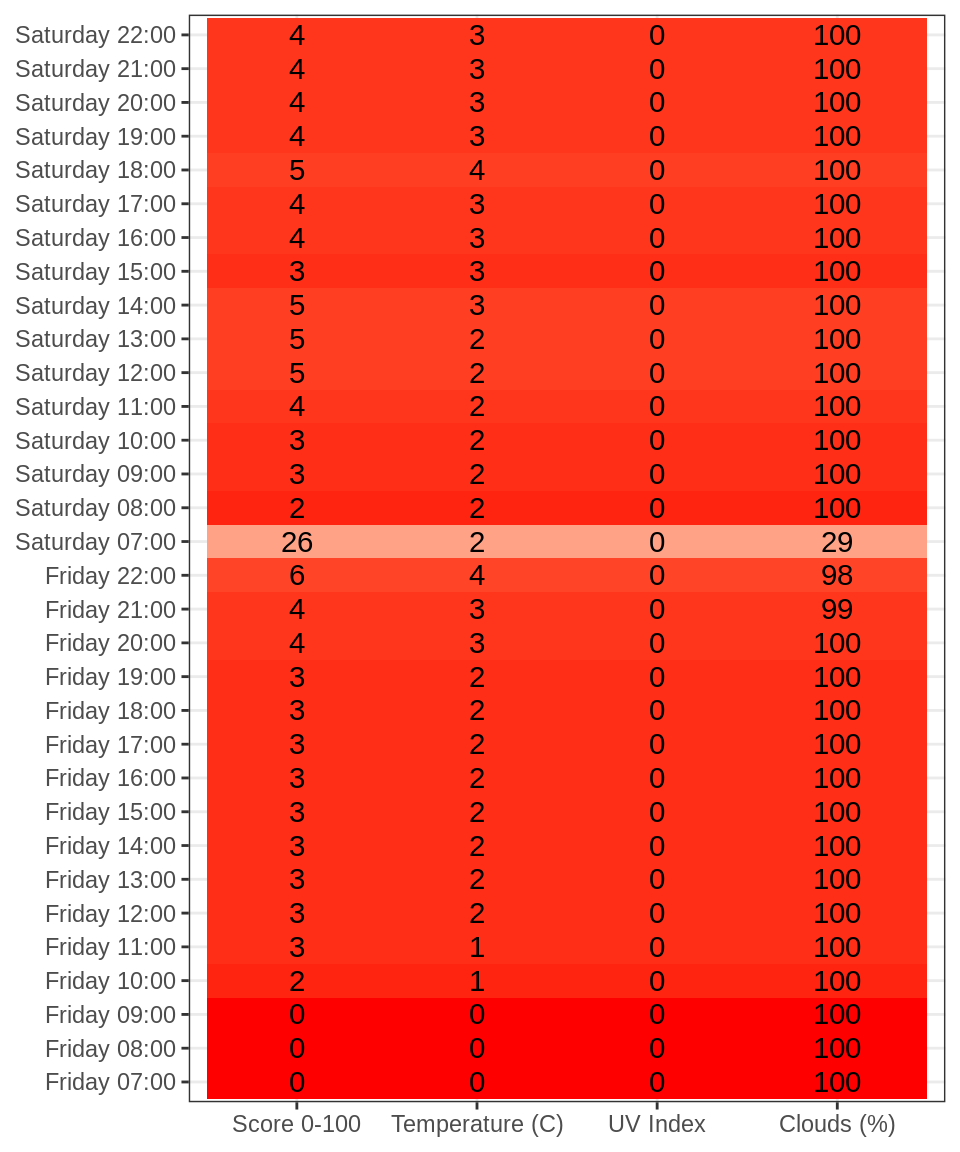 Saturday 22:00 4 3 0 100
Saturday 21:00 4 3 0 100
Saturday 20:00 4 3 0 100
Saturday 19:00 4 3 0 100
Saturday 18:00 5 4 0 100
Saturday 17:00 4 3 0 100
Saturday 16:00 4 3 0 100
Saturday 15:00 3 3 0 100
Saturday 14:00 5 3 0 100
Saturday 13:00 5 2 0 100
Saturday 12:00 5 2 0 100
Saturday 11:00 4 2 0 100
Saturday 10:00 3 2 0 100
Saturday 09:00 3 2 0 100
Saturday 08:00 2 2 0 100
Saturday 07:00 26 2 0 29
Friday 22:00 6 4 0 98
Friday 21:00 4 3 0 99
Friday 20:00 4 3 0 100
Friday 19:00 3 2 0 100
Friday 18:00 3 2 0 100
Friday 17:00 3 2 0 100
Friday 16:00 3 2 0 100
Friday 15:00 3 2 0 100
Friday 14:00 3 2 0 100
Friday 13:00 3 2 0 100
Friday 12:00 3 2 0 100
Friday 11:00 3 1 0 100
Friday 10:00 2 1 0 100
Friday 09:00 0 0 0 100
Friday 08:00 0 0 0 100
Friday 07:00 0 0 0 100
Score 0-100 Temperature (C) UV Index Clouds (%)